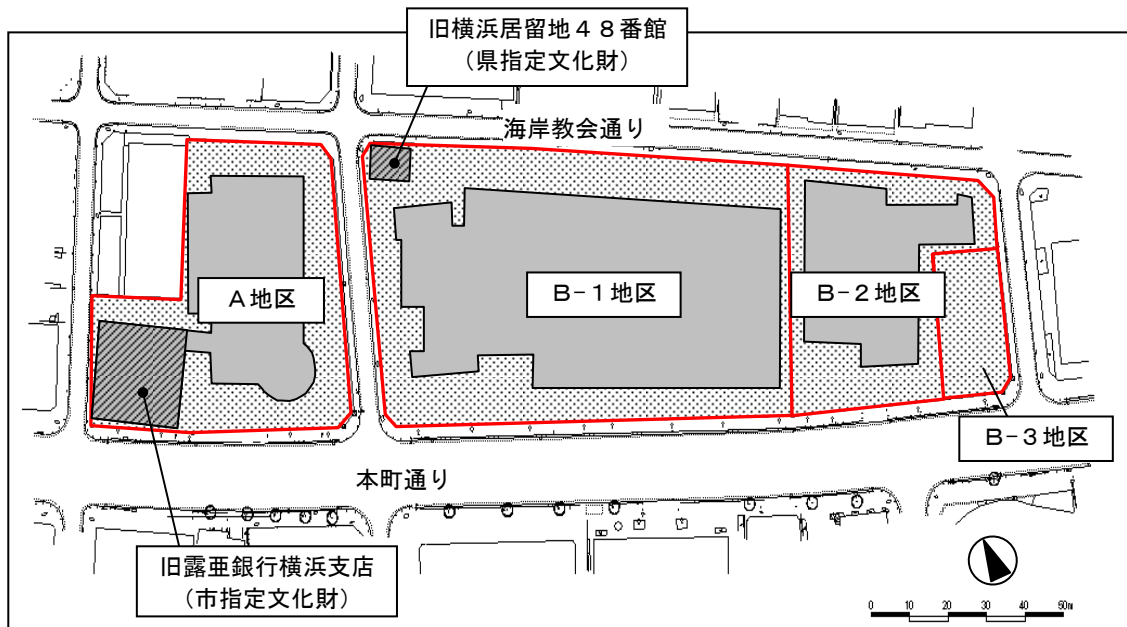 旧横浜居留地４８番館
（県指定文化財）
海岸教会通り
A地区
B-1地区
B-2地区
B-3地区
本町通り
旧露亜銀行横浜支店
（市指定文化財）
0 10 20 30 40 50m